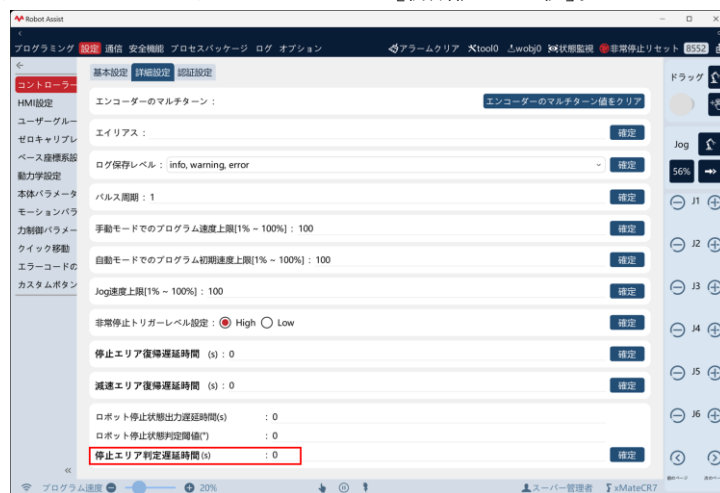 Robot Assist
プログラミング 設定 通信 安全機能 プロセスパッケージ ログ オプション アラームクリア tool0 wobj0 状態監視 非常停止リセット 8552
基本設定 詳細設定 認証設定
コントローラー
HMI設定
ユーザーグルー
ゼロキャリブレ
ベース座標系設
動力学設定
本体パラメータ
モーションパラ
力制御パラメー
クイック移動
エラーコードの
カスタムボタン
エンコーダーのマルチターン : エンコーダーのマルチターン値をクリア
エイリアス : 確定
ログ保存レベル : info, warning, error 確定
パルス周期 : 1 確定
手動モードでのプログラム速度上限[1% ~ 100%] : 100 確定
自動モードでのプログラム初期速度上限[1% ~ 100%] : 100 確定
Jog速度上限[1% ~ 100%] : 100 確定
非常停止トリガーレベル設定 : High Low 確定
停止エリア復帰遅延時間 (s) : 0 確定
減速エリア復帰遅延時間 (s) : 0 確定
ロボット停止状態出力遅延時間(s) : 0
ロボット停止状態判定閾値(°) : 0
停止エリア判定遅延時間(s) : 0 確定
ドラッグ
Jog
56%
J1
J2
J3
J4
J5
J6
プログラム速度 20% スーパー管理者 xMateCR7